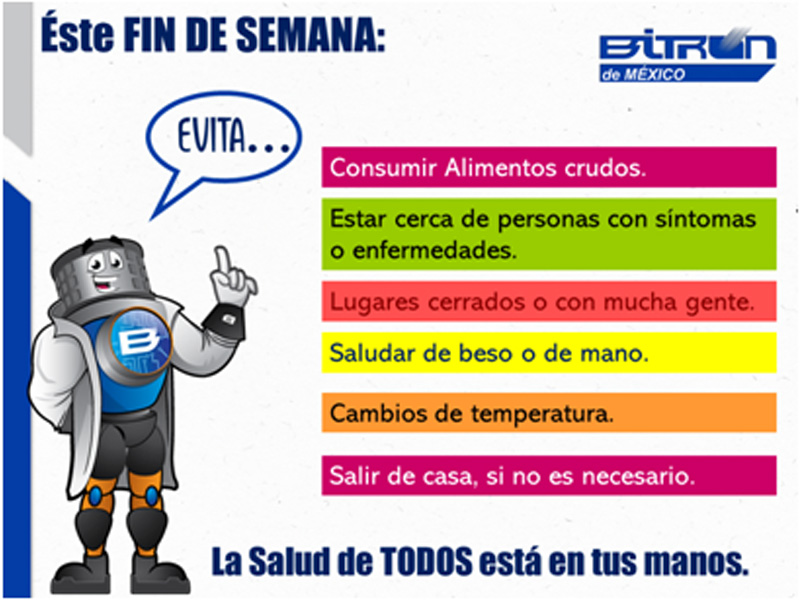 Éste FIN DE SEMANA:
BiTRON
de MÉXICO
EVITA...
Consumir Alimentos crudos.
Estar cerca de personas con síntomas
o enfermedades.
Lugares cerrados o con mucha gente.
Saludar de beso o de mano.
Cambios de temperatura.
Salir de casa, si no es necesario.
B
La Salud de TODOS está en tus manos.